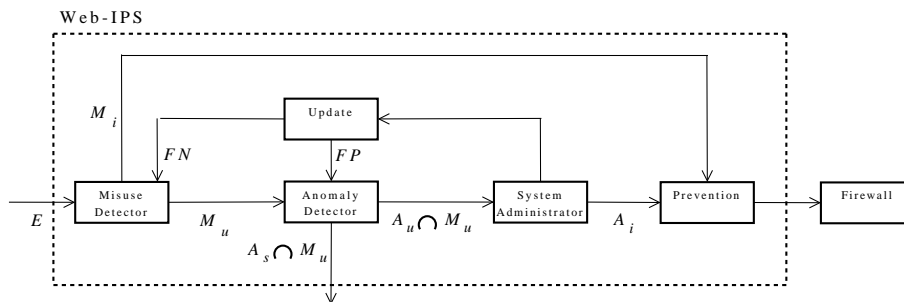 Web-IPS
M i
Update
FN
FP
Misuse
Detector
Anomaly
Detector
System
Administrator
Prevention
Firewall
E
M u
A u ∩ M u
A i
A s ∩ M u